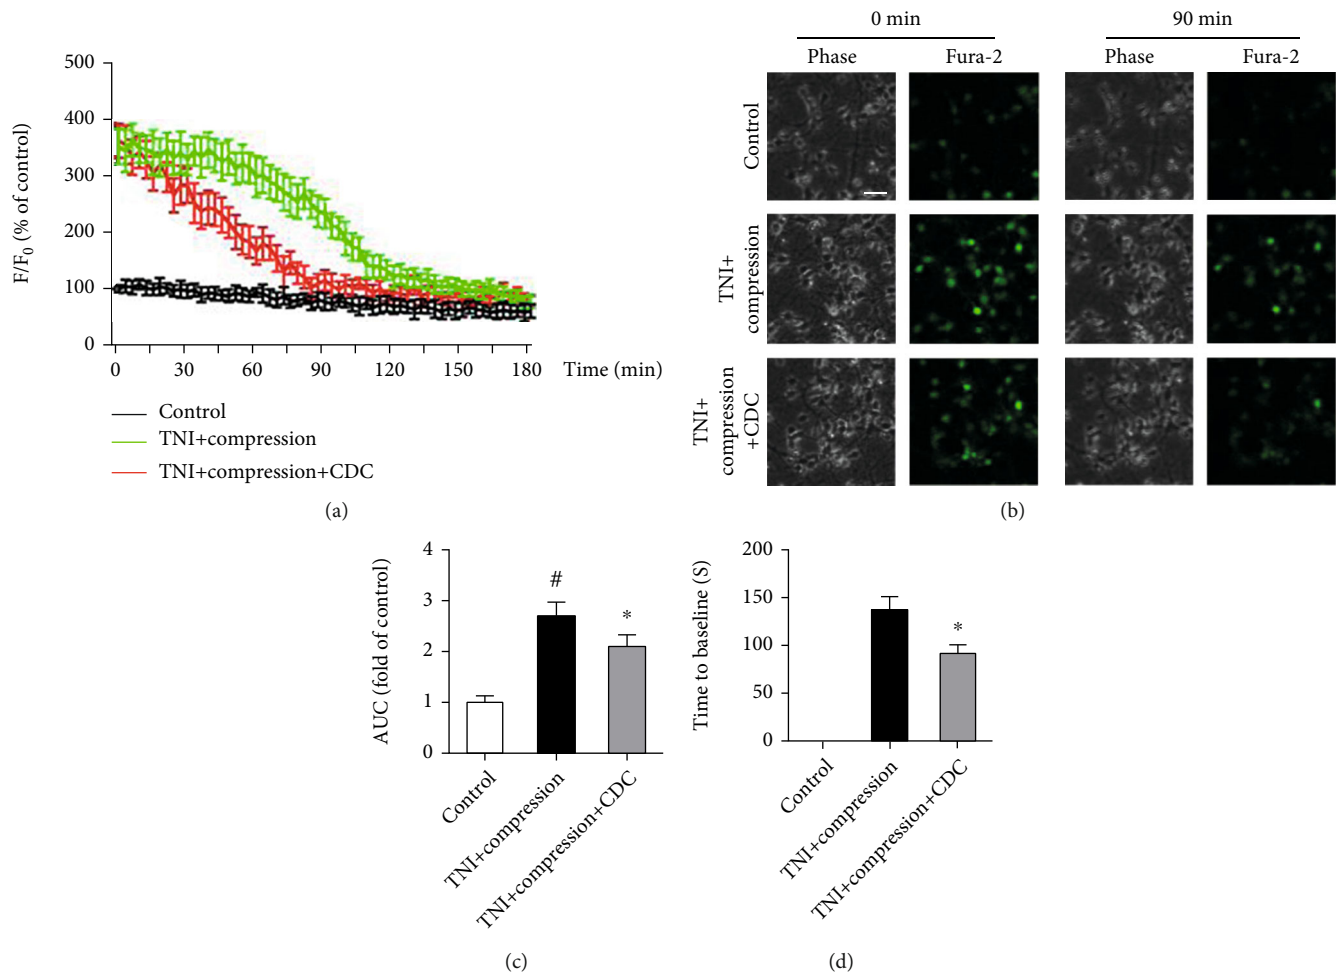 500
400
300
200
100
0
F/F0 (% of control)
0 30 60 90 120 150 180 Time (min)
Control
TNI+compression
TNI+compression+CDC
(a)
0 min 90 min
Phase Fura-2 Phase Fura-2
Control
TNI+
compression
TNI+
compression
+CDC
(b)
4
3
2
1
0
AUC (fold of control)
#
*
Control
TNI+compression
TNI+compression+CDC
(c)
200
150
100
50
0
Time to baseline (S)
*
Control
TNI+compression
TNI+compression+CDC
(d)